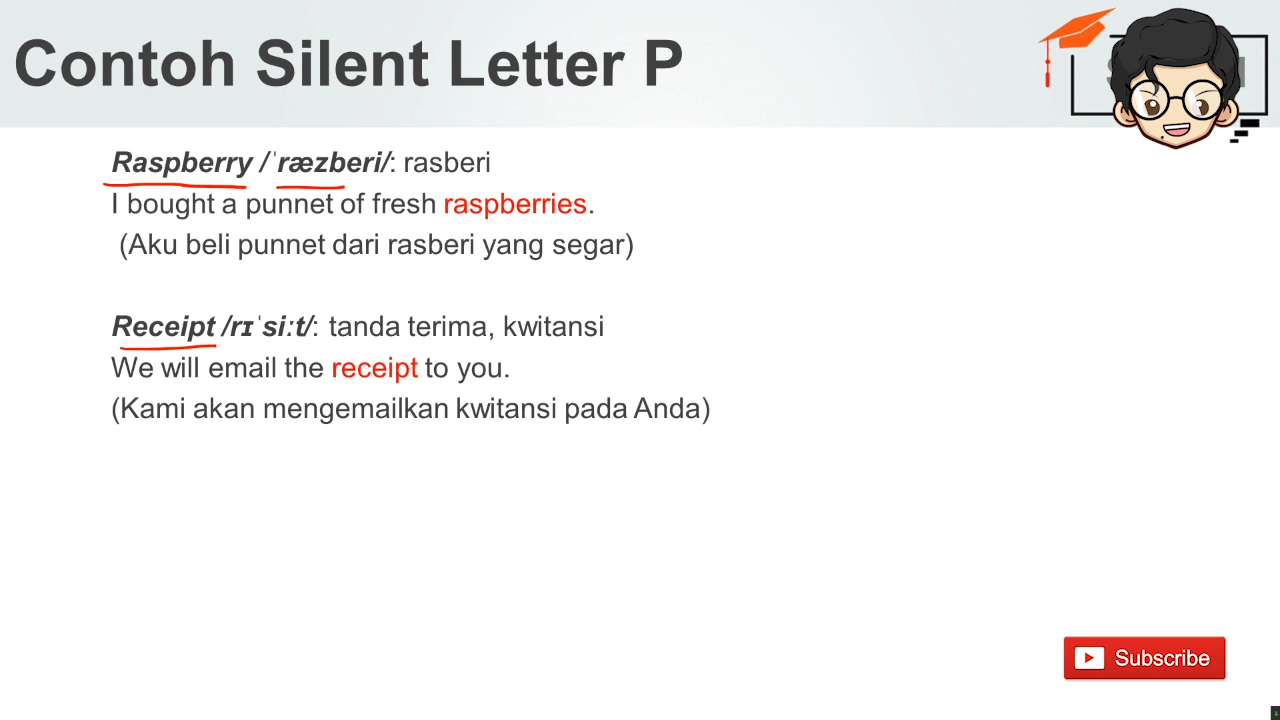 Contoh Silent Letter P
Raspberry /ˈræzberi/: rasberi
I bought a punnet of fresh raspberries.
(Aku beli punnet dari rasberi yang segar)
Receipt /rɪˈsiːt/: tanda terima, kwitansi
We will email the receipt to you.
(Kami akan mengemailkan kwitansi pada Anda)
Subscribe